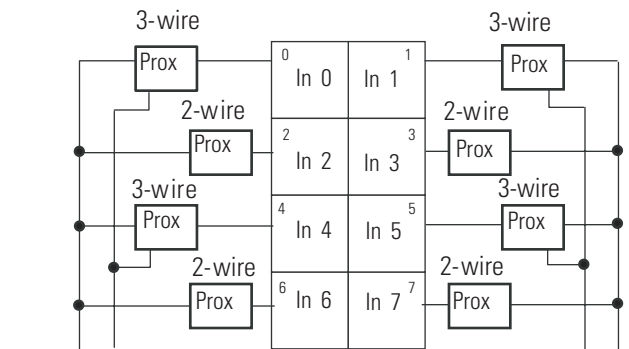 3-wire 3-wire
Prox 0 In 0 In 1 1 Prox
2-wire 2-wire
Prox 2 In 2 In 3 3 Prox
3-wire 3-wire
Prox 4 In 4 In 5 5 Prox
2-wire 2-wire
Prox 6 In 6 In 7 7 Prox